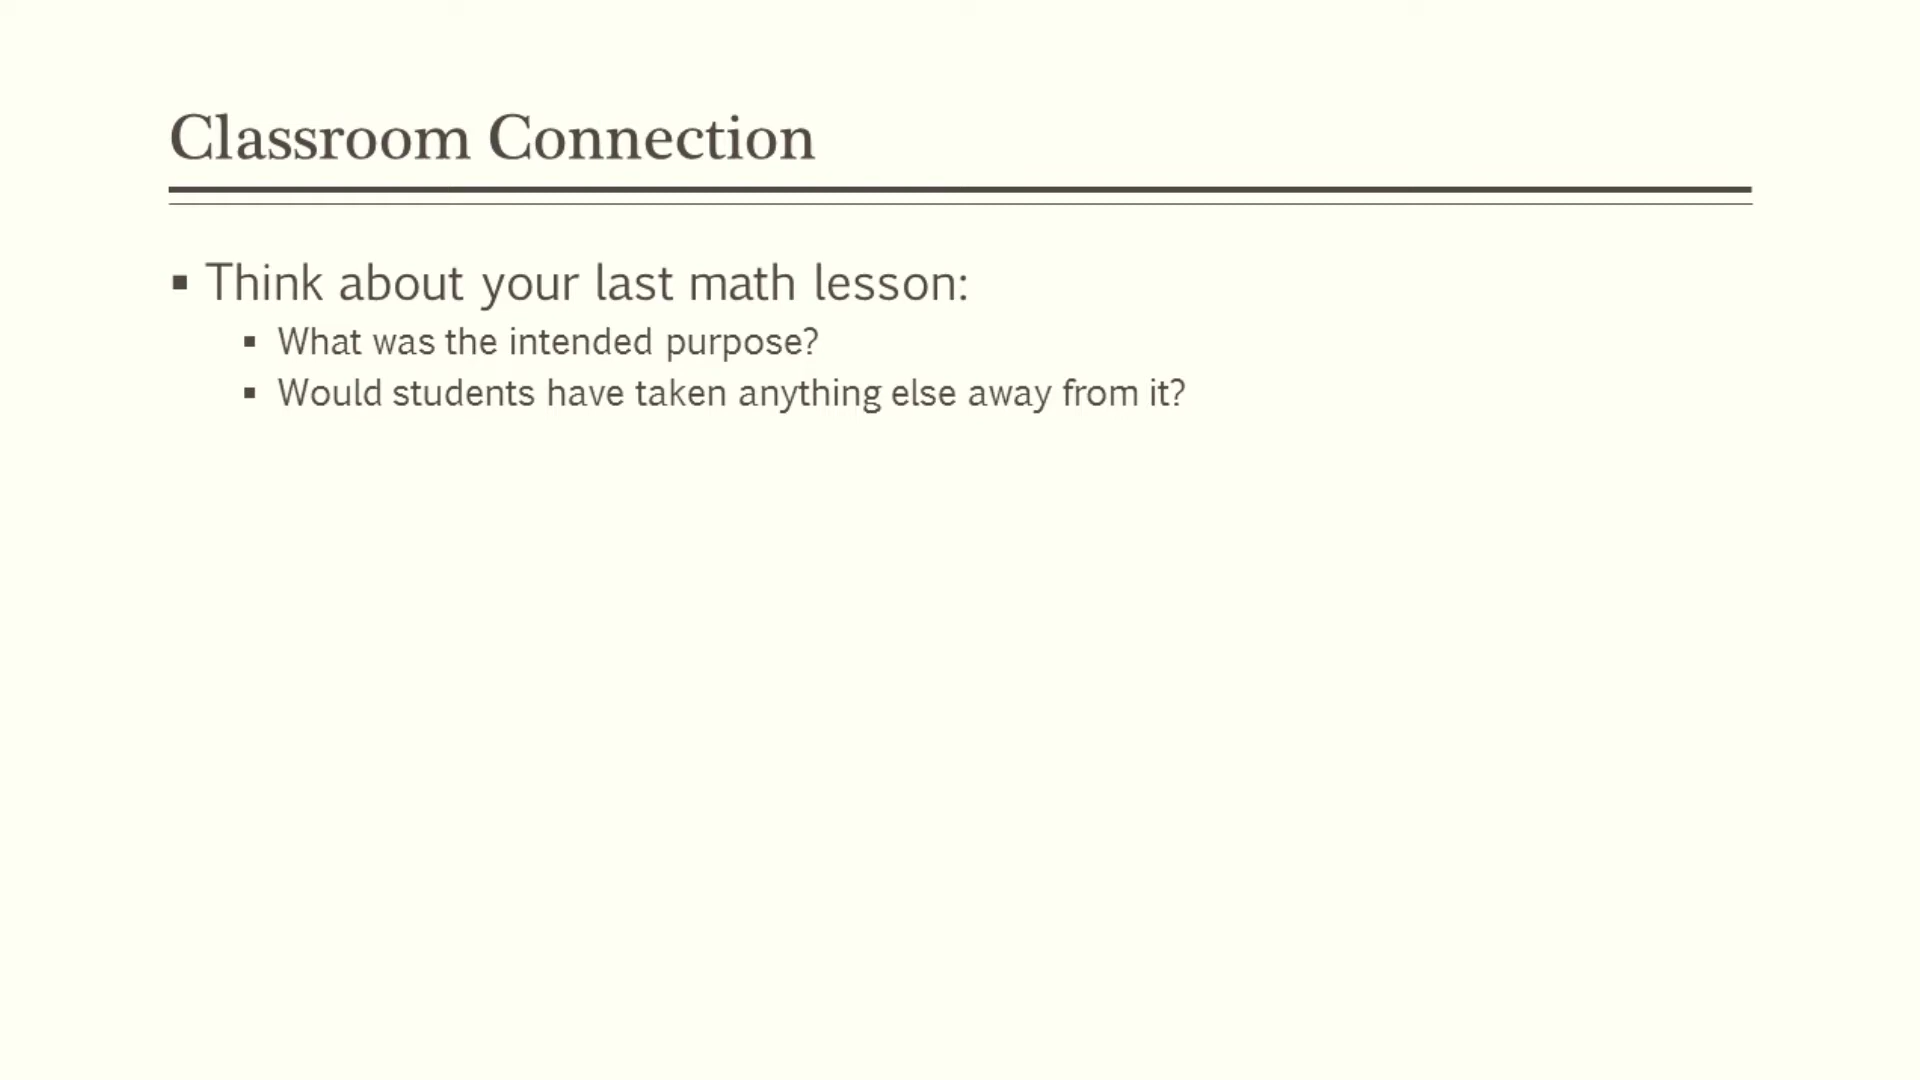 Classroom Connection
▪ Think about your last math lesson:
▪ What was the intended purpose?
▪ Would students have taken anything else away from it?